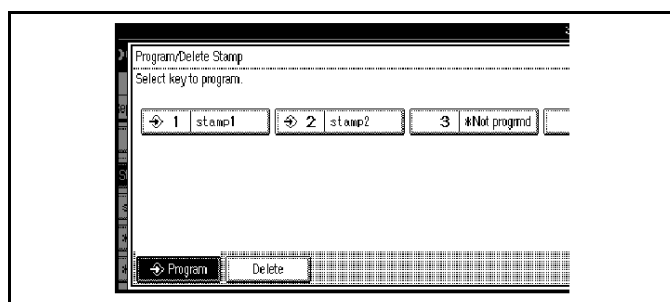 Program/Delete Stamp
Select key to program.
1 stamp1 2 stamp2 3 *Not progrmd
Program Delete